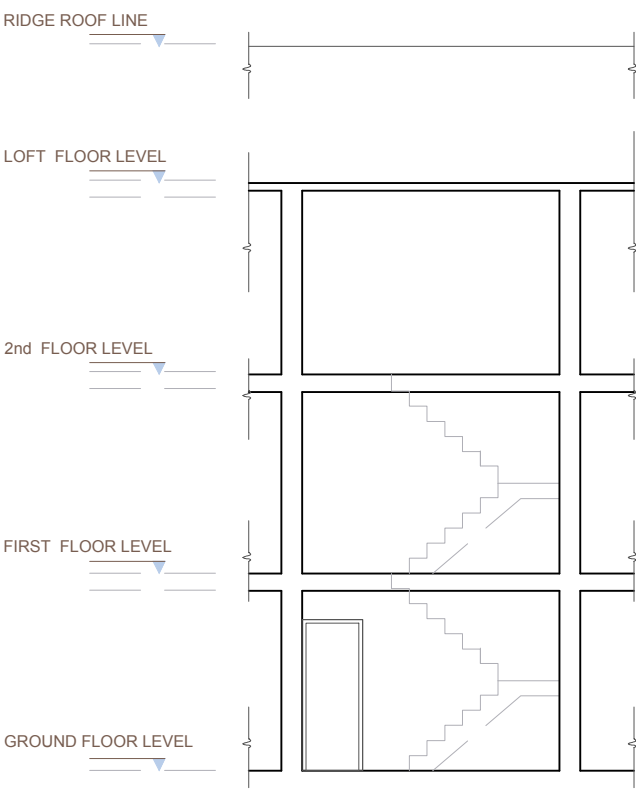 RIDGE ROOF LINE
LOFT FLOOR LEVEL
2nd FLOOR LEVEL
FIRST FLOOR LEVEL
GROUND FLOOR LEVEL